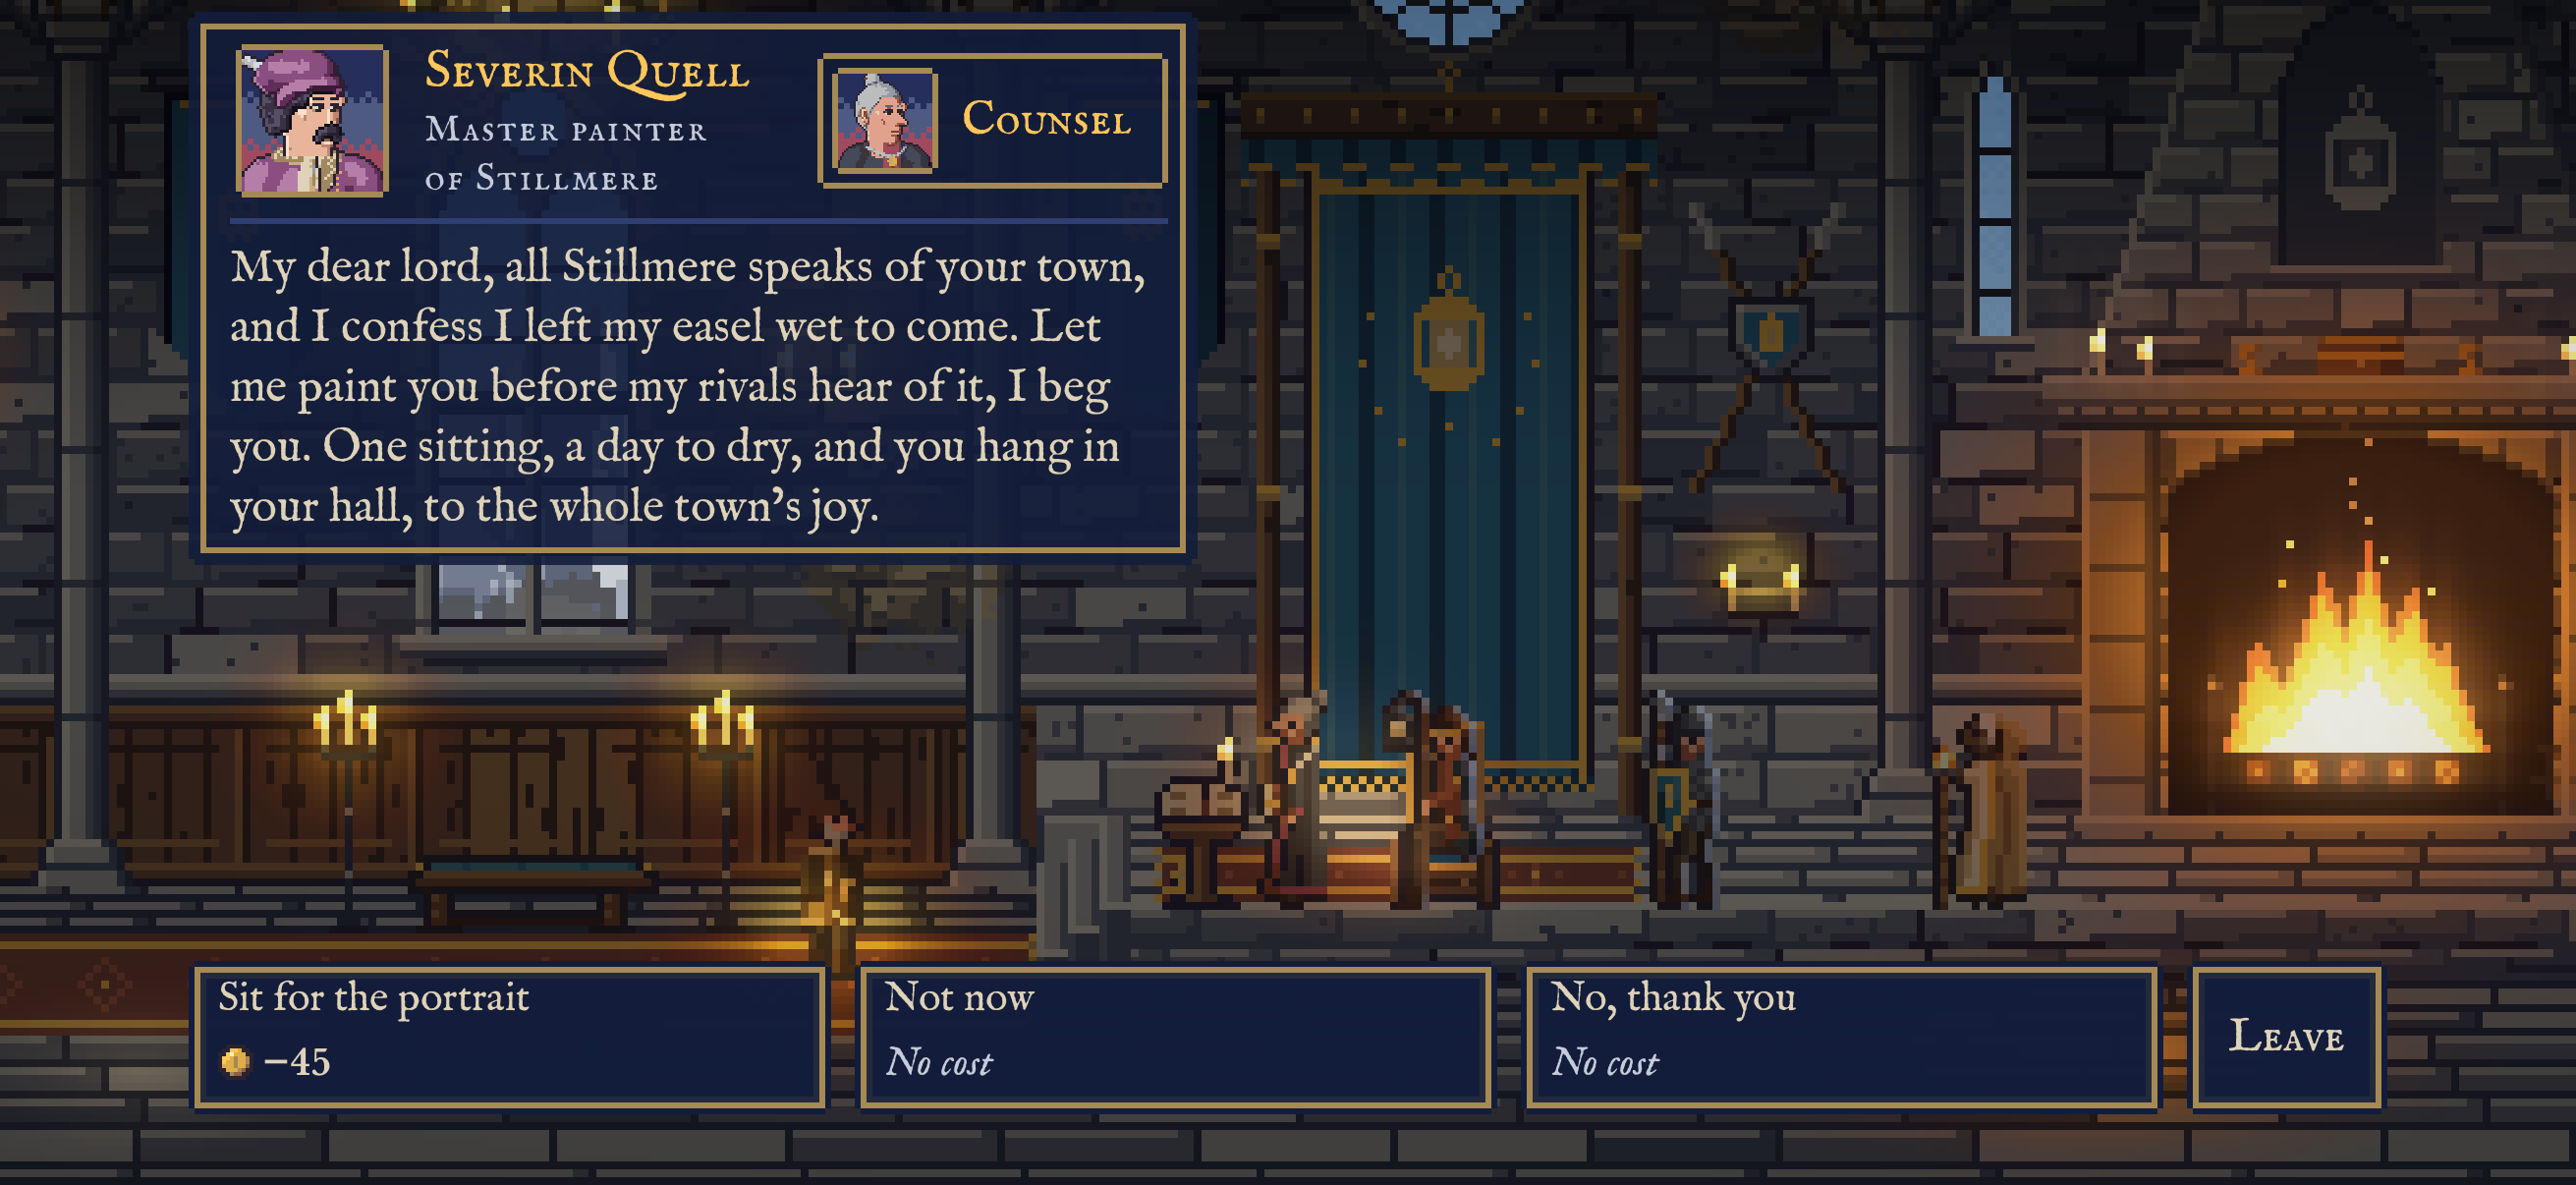 Severin Quell
Master painter
of Stillmere
Counsel
My dear lord, all Stillmere speaks of your town,
and I confess I left my easel wet to come. Let
me paint you before my rivals hear of it, I beg
you. One sitting, a day to dry, and you hang in
your hall, to the whole town’s joy.
Sit for the portrait
−45
Not now
No cost
No, thank you
No cost
Leave